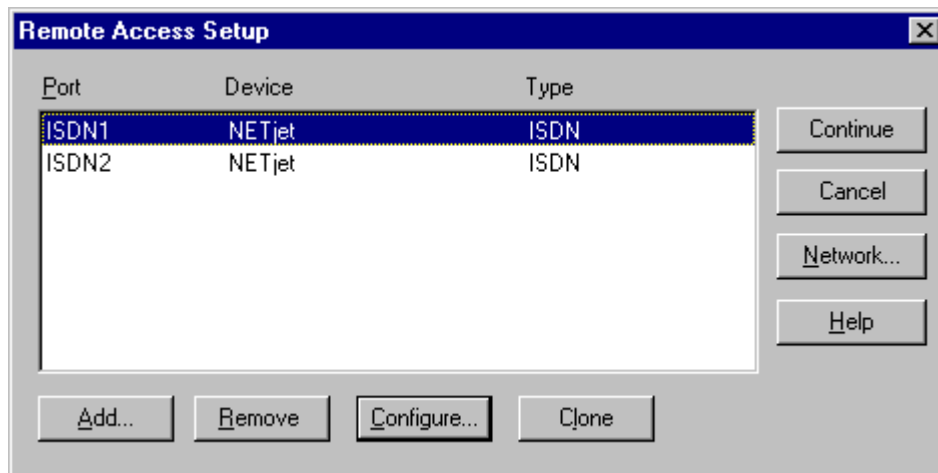 Remote Access Setup
Port Device Type
ISDN1 NETjet ISDN
ISDN2 NETjet ISDN
Continue
Cancel
Network...
Help
Add... Remove Configure... Clone